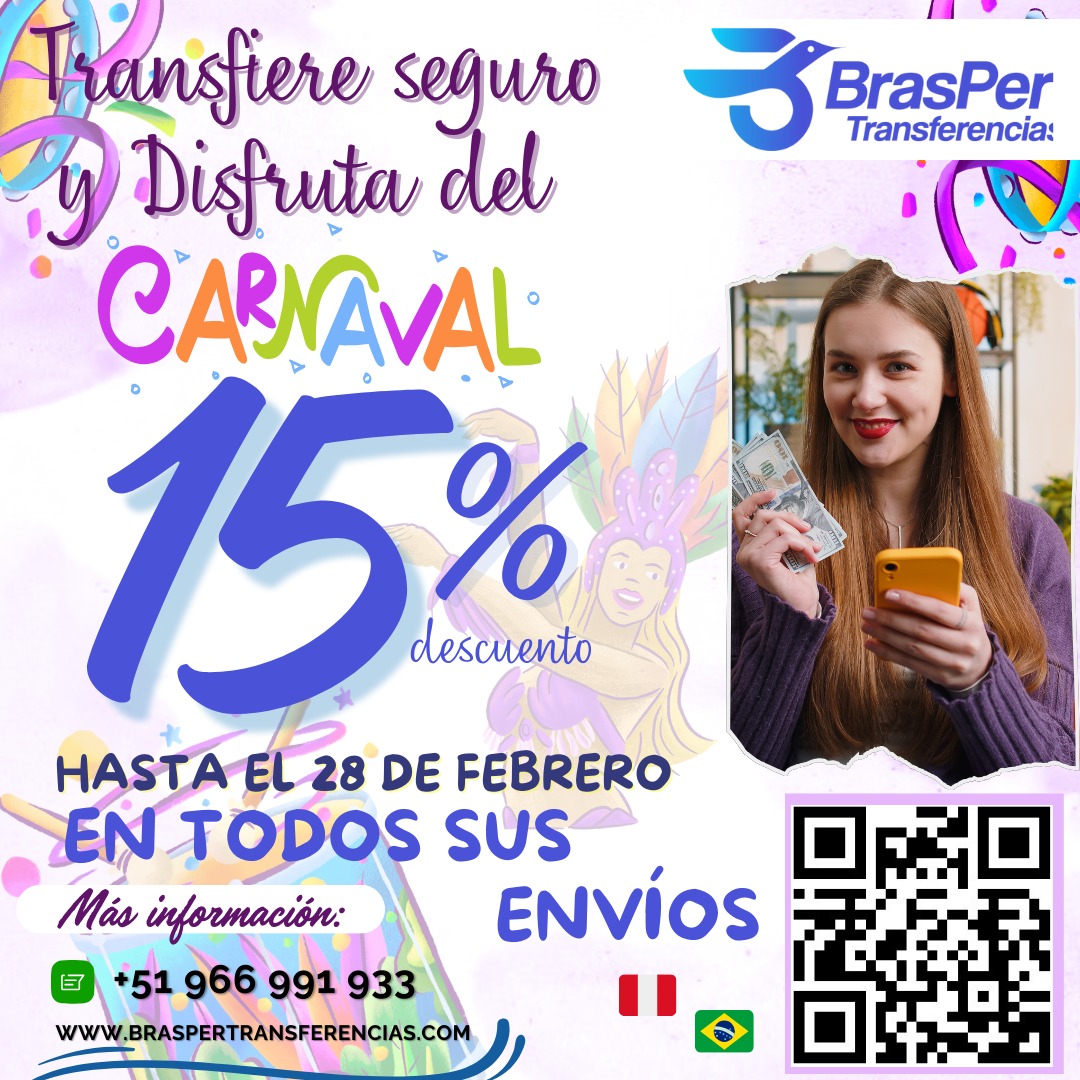 Transfiere seguro
y Disfruta del
CARNAVAL
15%
descuento
HASTA EL 28 DE FEBRERO
EN TODOS SUS
ENVÍOS
Más información:
+51 966 991 933
WWW.BRASPERTRANSFERENCIAS.COM
BrasPer
Transferencias
100